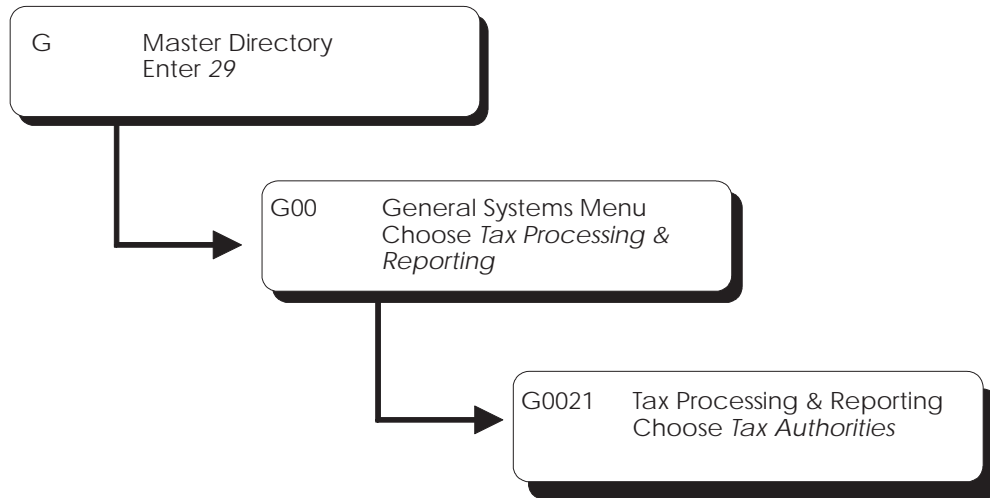 G Master Directory
Enter 29
G00 General Systems Menu
Choose Tax Processing &
Reporting
G0021 Tax Processing & Reporting
Choose Tax Authorities